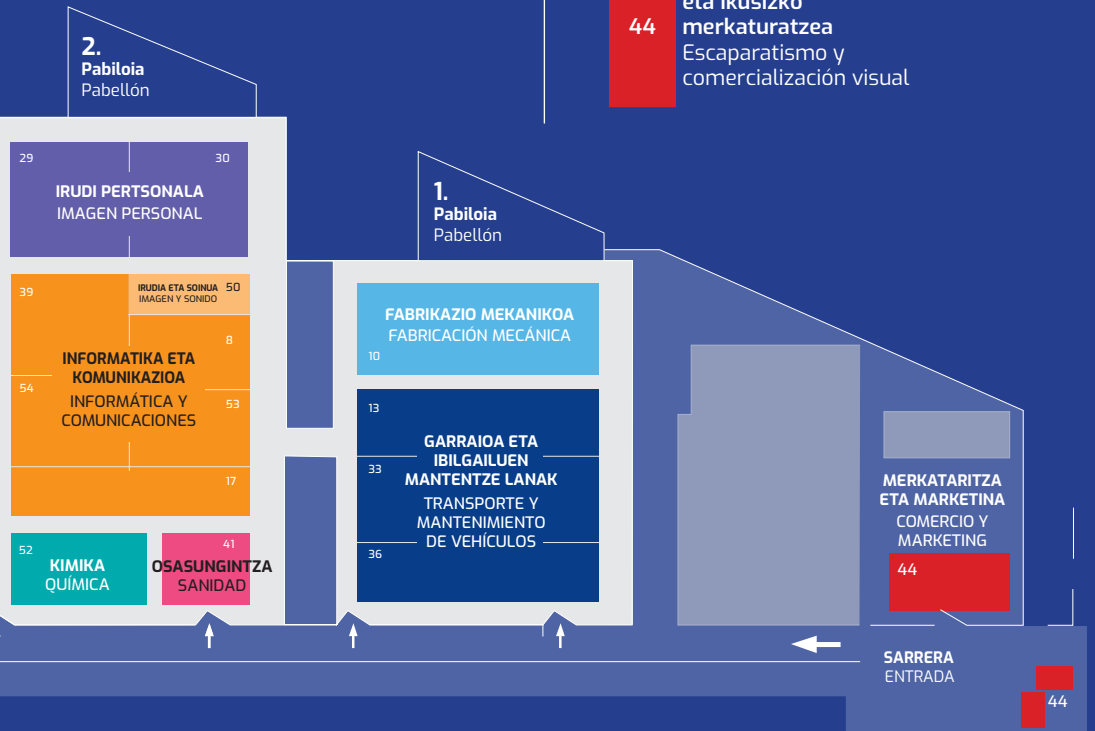 eta ikusizko
44
merkaturatzea
Escaparatismo y
comercialización visual
2.
Pabiloia
Pabellón
29
30
IRUDI PERTSONALA
IMAGEN PERSONAL
39
IRUDIA ETA SOINUA 50
IMAGEN Y SONIDO
8
INFORMATIKA ETA
KOMUNIKAZIOA
54
INFORMÁTICA Y
53
COMUNICACIONES
17
52
KIMIKA
QUÍMICA
41
OSASUNGINTZA
SANIDAD
1.
Pabiloia
Pabellón
FABRIKAZIO MEKANIKOA
FABRICACIÓN MECÁNICA
10
13
GARRAIOA ETA
IBILGAILUEN
33
MANTENTZE LANAK
TRANSPORTE Y
MANTENIMIENTO
DE VEHÍCULOS
36
MERKATARITZA
ETA MARKETINA
COMERCIO Y
MARKETING
44
SARRERA
ENTRADA
44